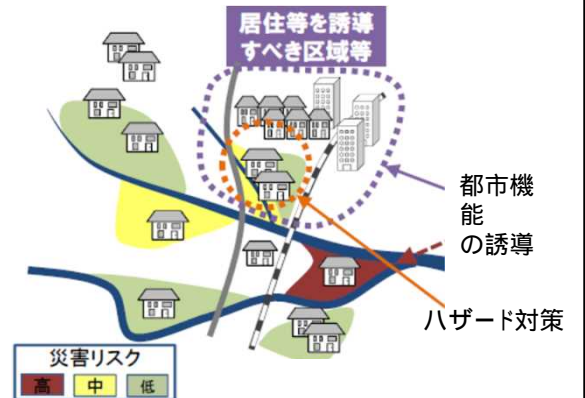 居住等を誘導
すべき区域等
都市機
能
の誘導
ハザード対策
災害リスク
高 中 低